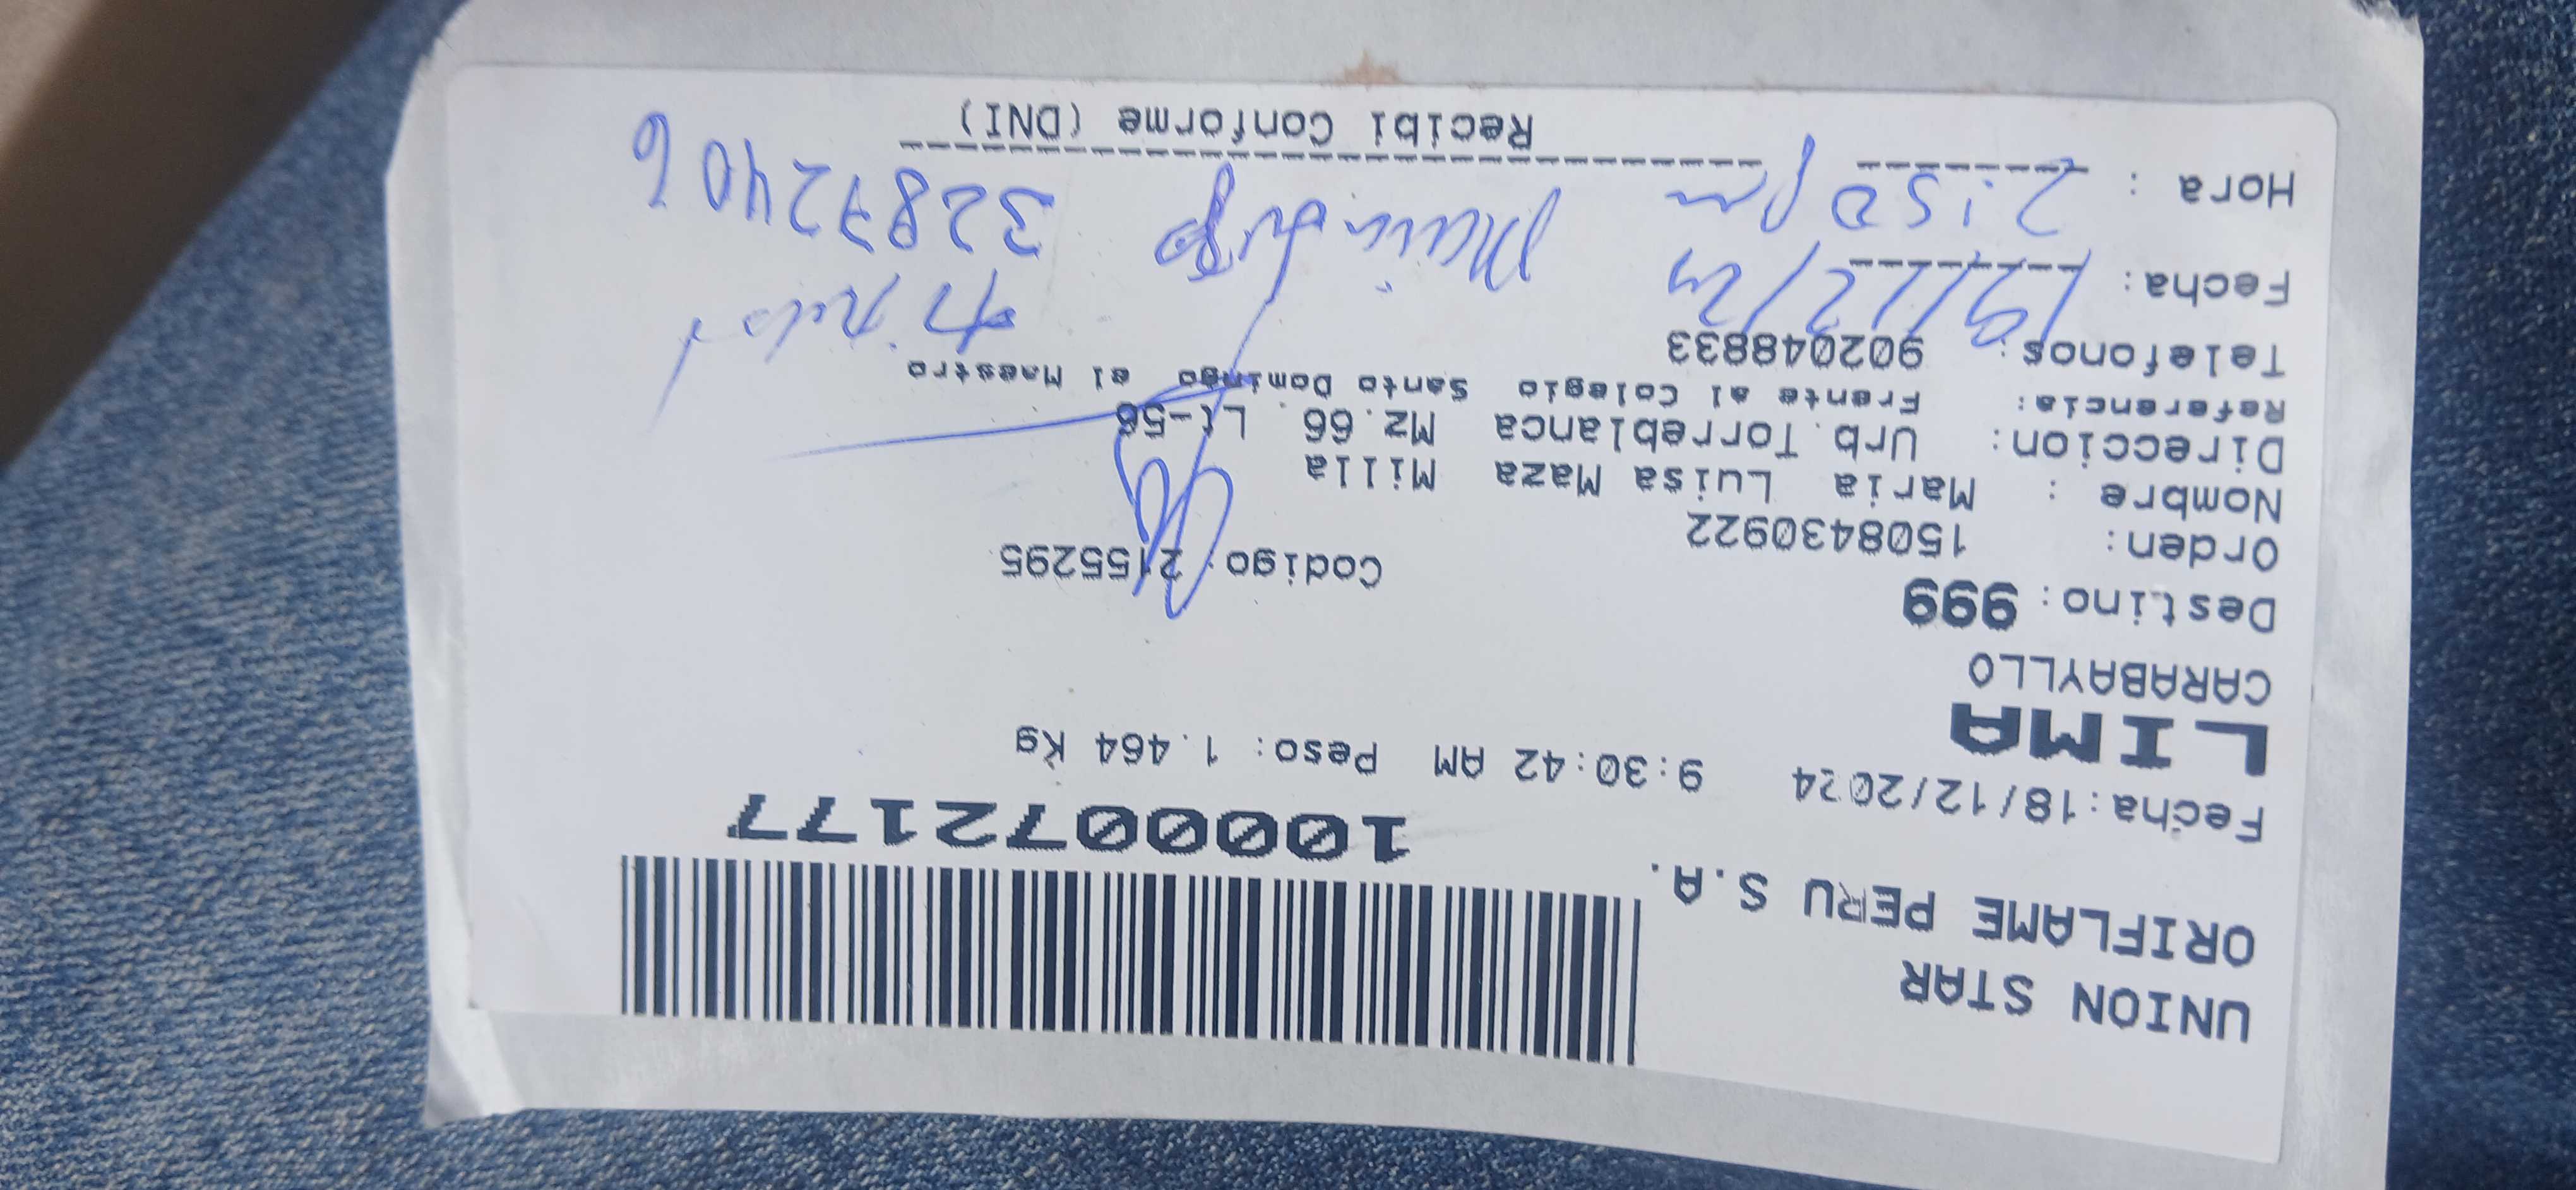 UNION STAR
ORIFLAME PERU S.A.
1000072177
Fecha:18/12/2024 9:30:42 AM Peso: 1.464 Kg
LIMA
CARABAYLLO
Destino: 999
Orden: 1508430922 Codigo: 2155295
Nombre : Maria Luisa Maza Milla
Direccion: Urb.Torreblanca Mz.66. Lt-56
Referencia: Frente al Colegio Santo Domingo el Maestro
Telefonos: 902048833
Fecha: 19/12/24
Hora : 2:50 pm
32872406
Recibi Conforme (DNI)